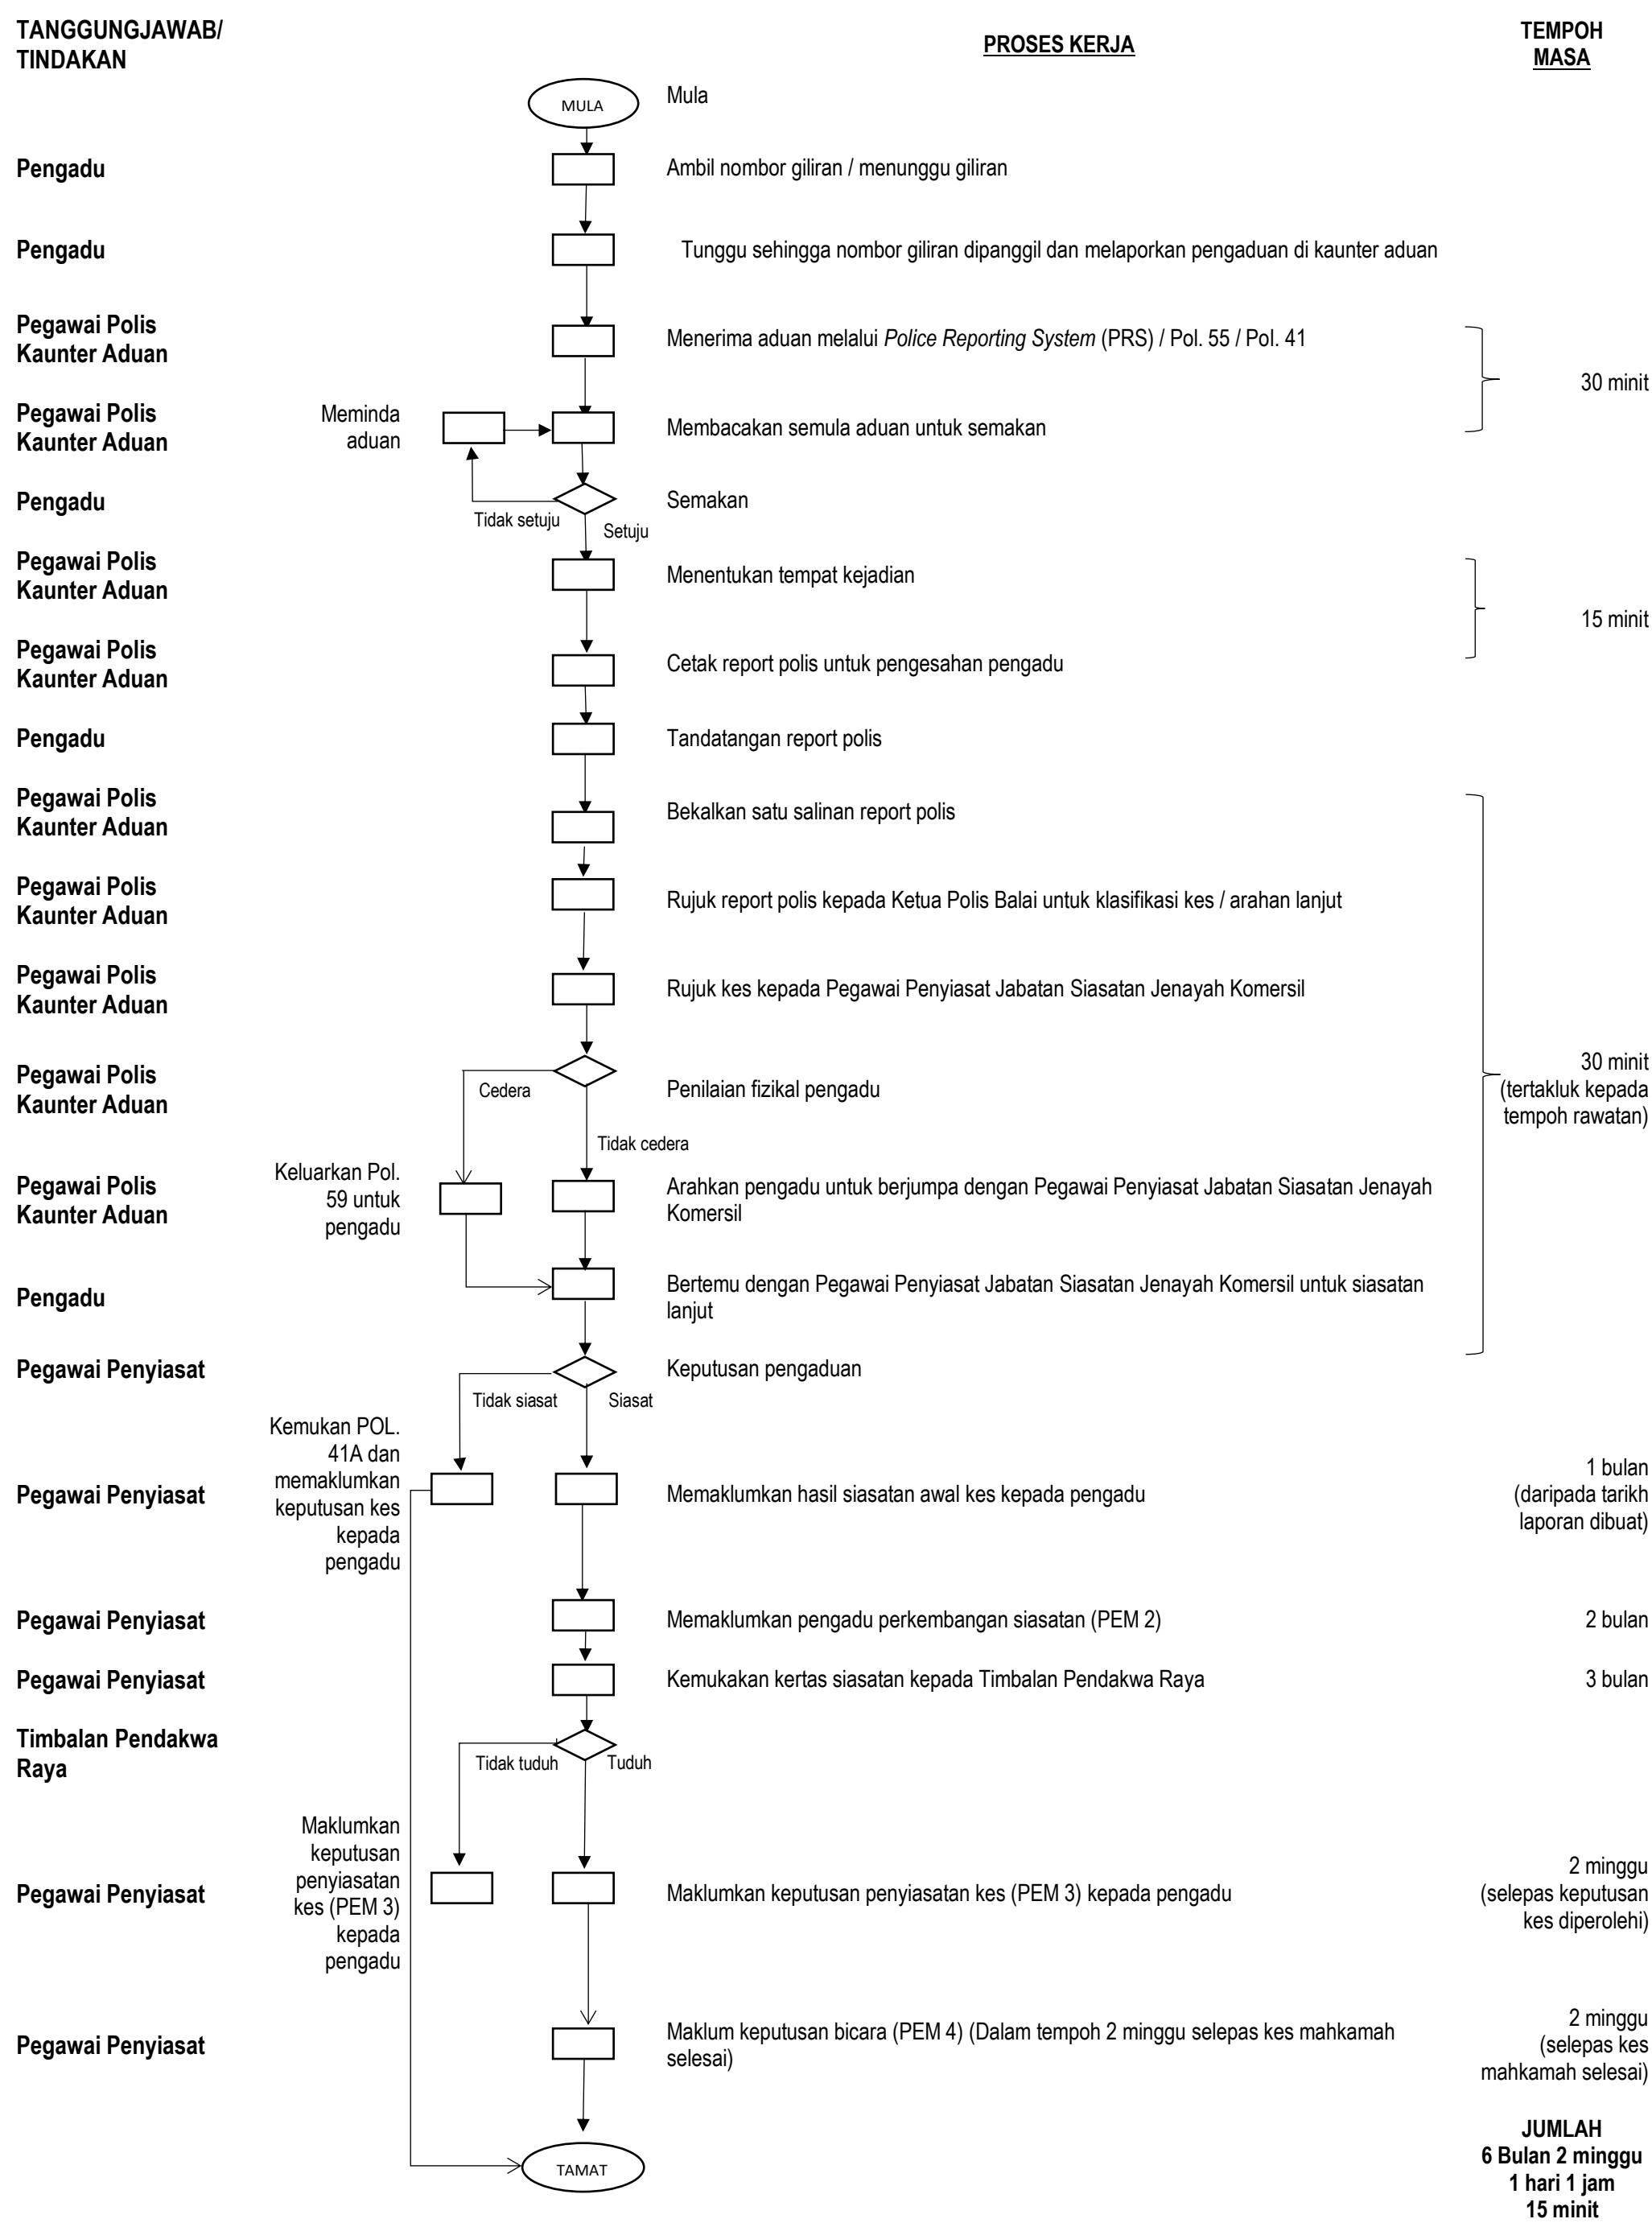 TANGGUNGJAWAB/
TINDAKAN
PROSES KERJA
TEMPOH
MASA
MULA
Mula
Pengadu
Ambil nombor giliran / menunggu giliran
Pengadu
Tunggu sehingga nombor giliran dipanggil dan melaporkan pengaduan di kaunter aduan
Pegawai Polis
Kaunter Aduan
Menerima aduan melalui Police Reporting System (PRS) / Pol. 55 / Pol. 41
30 minit
Pegawai Polis
Kaunter Aduan
Meminda
aduan
Membacakan semula aduan untuk semakan
Pengadu
Semakan
Tidak setuju
Setuju
Pegawai Polis
Kaunter Aduan
Menentukan tempat kejadian
15 minit
Pegawai Polis
Kaunter Aduan
Cetak report polis untuk pengesahan pengadu
Pengadu
Tandatangan report polis
Pegawai Polis
Kaunter Aduan
Bekalkan satu salinan report polis
Pegawai Polis
Kaunter Aduan
Rujuk report polis kepada Ketua Polis Balai untuk klasifikasi kes / arahan lanjut
Pegawai Polis
Kaunter Aduan
Rujuk kes kepada Pegawai Penyiasat Jabatan Siasatan Jenayah Komersil
Pegawai Polis
Kaunter Aduan
Cedera
Penilaian fizikal pengadu
30 minit
(tertakluk kepada
tempoh rawatan)
Tidak cedera
Pegawai Polis
Kaunter Aduan
Keluarkan Pol.
59 untuk
pengadu
Arahkan pengadu untuk berjumpa dengan Pegawai Penyiasat Jabatan Siasatan Jenayah
Komersil
Pengadu
Bertemu dengan Pegawai Penyiasat Jabatan Siasatan Jenayah Komersil untuk siasatan
lanjut
Pegawai Penyiasat
Keputusan pengaduan
Tidak siasat
Siasat
Pegawai Penyiasat
Kemukan POL.
41A dan
memaklumkan
keputusan kes
kepada
pengadu
Memaklumkan hasil siasatan awal kes kepada pengadu
1 bulan
(daripada tarikh
laporan dibuat)
Pegawai Penyiasat
Memaklumkan pengadu perkembangan siasatan (PEM 2)
2 bulan
Pegawai Penyiasat
Kemukakan kertas siasatan kepada Timbalan Pendakwa Raya
3 bulan
Timbalan Pendakwa
Raya
Tidak tuduh
Tuduh
Pegawai Penyiasat
Maklumkan
keputusan
penyiasatan
kes (PEM 3)
kepada
pengadu
Maklumkan keputusan penyiasatan kes (PEM 3) kepada pengadu
2 minggu
(selepas keputusan
kes diperolehi)
Pegawai Penyiasat
Maklum keputusan bicara (PEM 4) (Dalam tempoh 2 minggu selepas kes mahkamah
selesai)
2 minggu
(selepas kes
mahkamah selesai)
TAMAT
JUMLAH
6 Bulan 2 minggu
1 hari 1 jam
15 minit